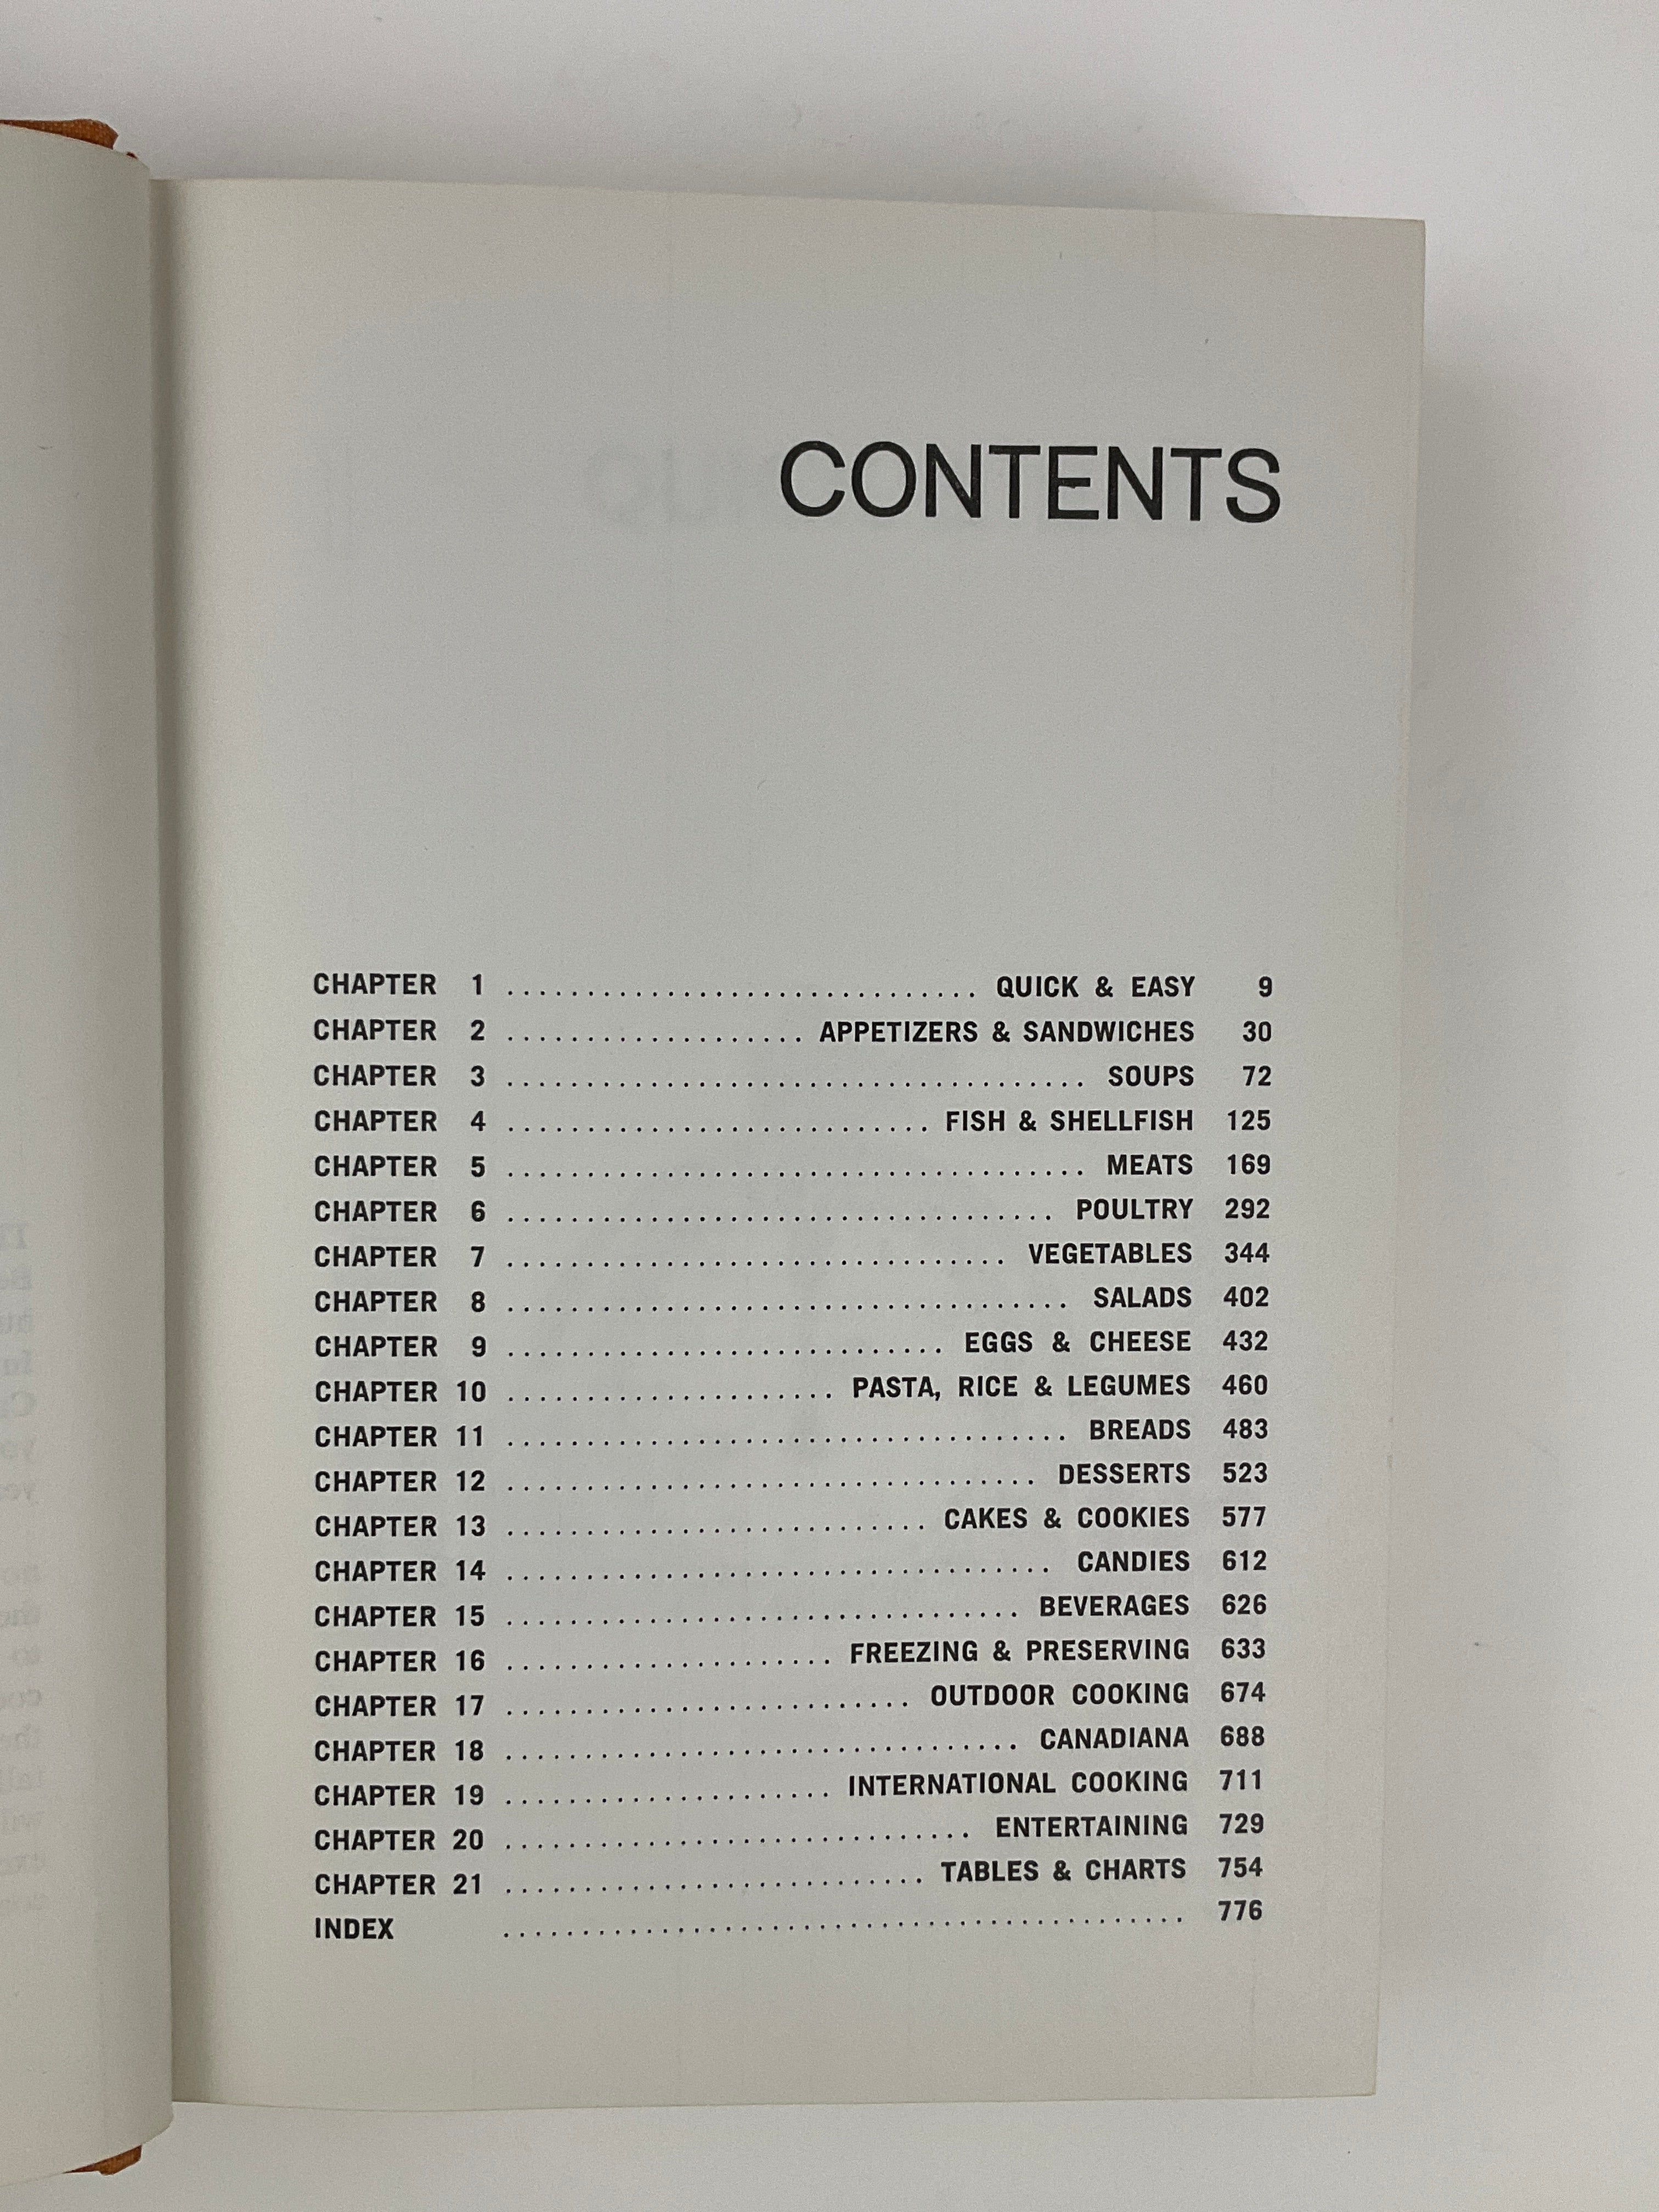 CONTENTS
CHAPTER 1 .............................. QUICK & EASY 9
CHAPTER 2 ................... APPETIZERS & SANDWICHES 30
CHAPTER 3 ..................................... SOUPS 72
CHAPTER 4 ........................... FISH & SHELLFISH 125
CHAPTER 5 ..................................... MEATS 169
CHAPTER 6 ................................... POULTRY 292
CHAPTER 7 ................................ VEGETABLES 344
CHAPTER 8 .................................... SALADS 402
CHAPTER 9 ............................ EGGS & CHEESE 432
CHAPTER 10 ..................... PASTA, RICE & LEGUMES 460
CHAPTER 11 .................................... BREADS 483
CHAPTER 12 .................................. DESSERTS 523
CHAPTER 13 ........................... CAKES & COOKIES 577
CHAPTER 14 ................................... CANDIES 612
CHAPTER 15 ................................. BEVERAGES 626
CHAPTER 16 ..................... FREEZING & PRESERVING 633
CHAPTER 17 .......................... OUTDOOR COOKING 674
CHAPTER 18 ................................. CANADIANA 688
CHAPTER 19 ..................... INTERNATIONAL COOKING 711
CHAPTER 20 .............................. ENTERTAINING 729
CHAPTER 21 ........................... TABLES & CHARTS 754
INDEX ............................................ 776